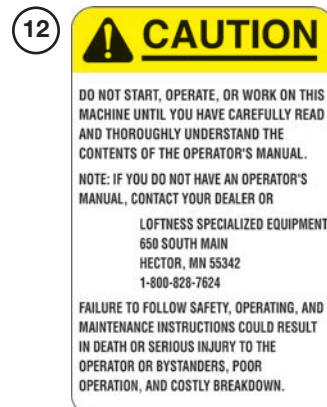 12
CAUTION
DO NOT START, OPERATE, OR WORK ON THIS
MACHINE UNTIL YOU HAVE CAREFULLY READ
AND THOROUGHLY UNDERSTAND THE
CONTENTS OF THE OPERATOR'S MANUAL.
NOTE: IF YOU DO NOT HAVE AN OPERATOR'S
MANUAL, CONTACT YOUR DEALER OR
LOFTNESS SPECIALIZED EQUIPMENT
650 SOUTH MAIN
HECTOR, MN 55342
1-800-828-7624
FAILURE TO FOLLOW SAFETY, OPERATING, AND
MAINTENANCE INSTRUCTIONS COULD RESULT
IN DEATH OR SERIOUS INJURY TO THE
OPERATOR OR BYSTANDERS, POOR
OPERATION, AND COSTLY BREAKDOWN.